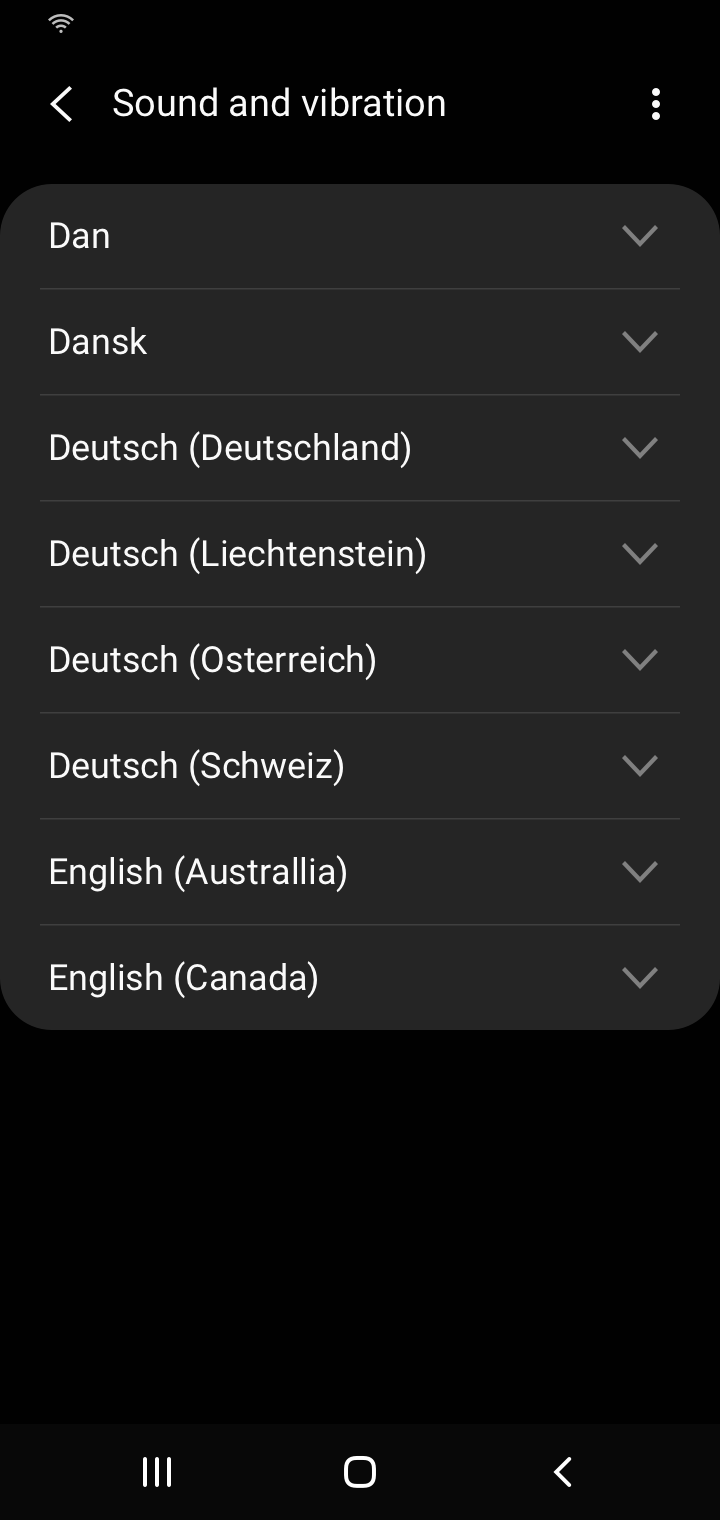 Sound and vibration
Dan
Dansk
Deutsch (Deutschland)
Deutsch (Liechtenstein)
Deutsch (Osterreich)
Deutsch (Schweiz)
English (Australlia)
English (Canada)